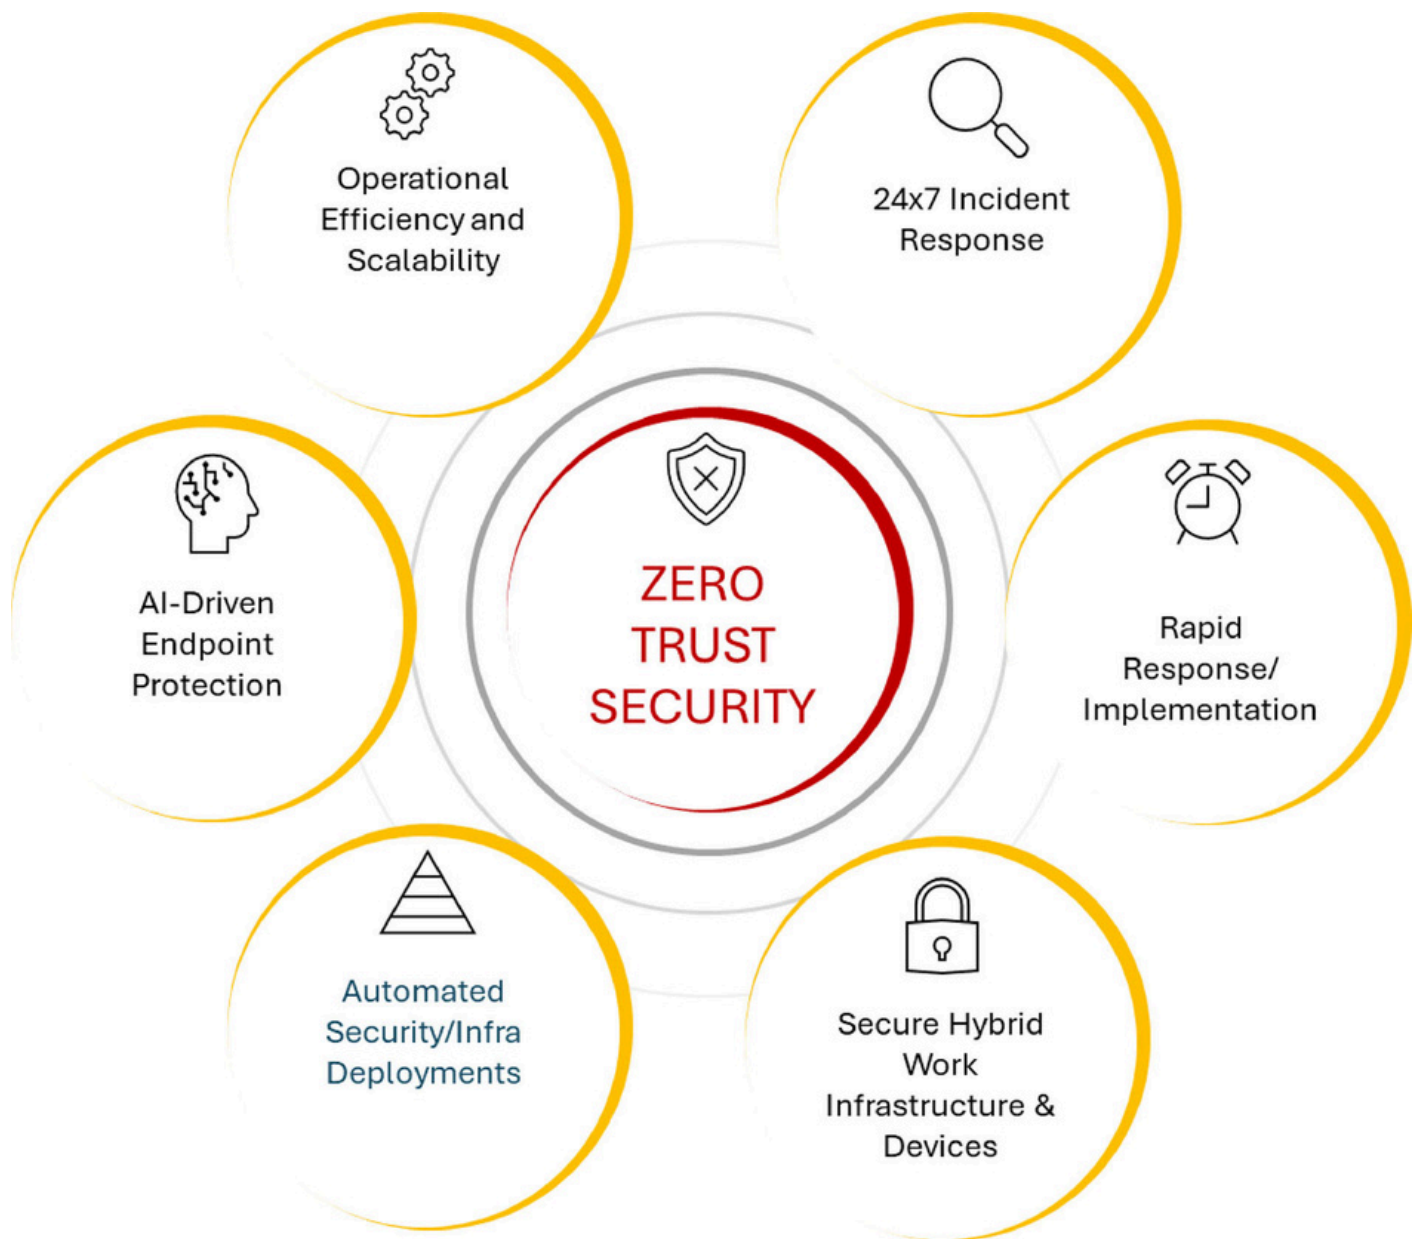 Operational
Efficiency and
Scalability
24x7 Incident
Response
AI-Driven
Endpoint
Protection
ZERO
TRUST
SECURITY
Rapid
Response/
Implementation
Automated
Security/Infra
Deployments
Secure Hybrid
Work
Infrastructure &
Devices